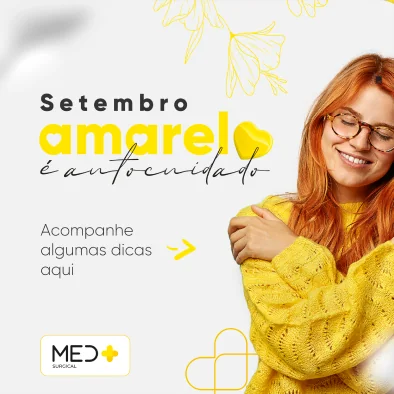 Setembro
amarelo
é autocuidado
Acompanhe
algumas dicas
aqui
MED+
SURGICAL